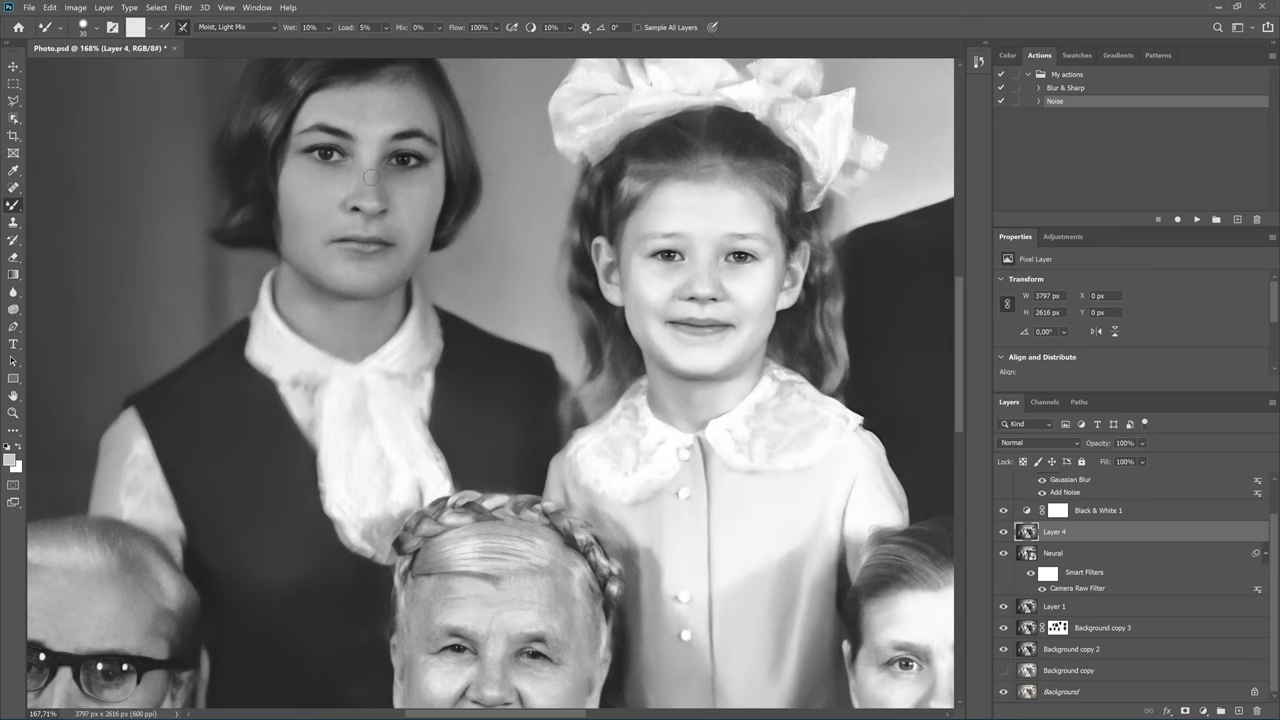 File Edit Image Layer Type Select Filter 3D View Window Help
30 Moist, Light Mix Wet: 10% Load: 5% Mix: 0% Flow: 100% 10% 0° Sample All Layers
Photo.psd @ 168% (Layer 4, RGB/8#) *
Color Actions Swatches Gradients Patterns
My actions
Blur & Sharp
Noise
Properties Adjustments
Pixel Layer
Transform
W 3797 px X 0 px
H 2616 px Y 0 px
0,00°
Align and Distribute
Align:
Layers Channels Paths
Kind
Normal Opacity: 100%
Lock: Fill: 100%
Gaussian Blur
Add Noise
Black & White 1
Layer 4
Neural
Smart Filters
Camera Raw Filter
Layer 1
Background copy 3
Background copy 2
Background copy
Background
167,71% 3797 px x 2616 px (600 ppi)